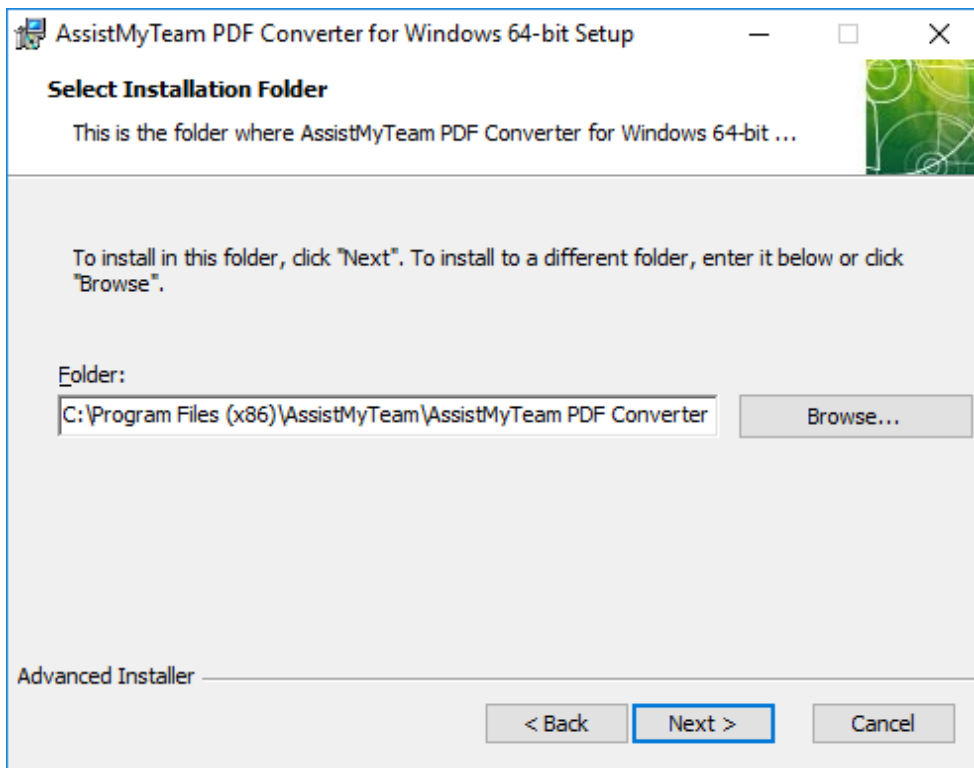 AssistMyTeam PDF Converter for Windows 64-bit Setup
Select Installation Folder
This is the folder where AssistMyTeam PDF Converter for Windows 64-bit ...
To install in this folder, click "Next". To install to a different folder, enter it below or click
"Browse".
Folder:
C:\Program Files (x86)\AssistMyTeam\AssistMyTeam PDF Converter
Browse...
Advanced Installer
< Back
Next >
Cancel